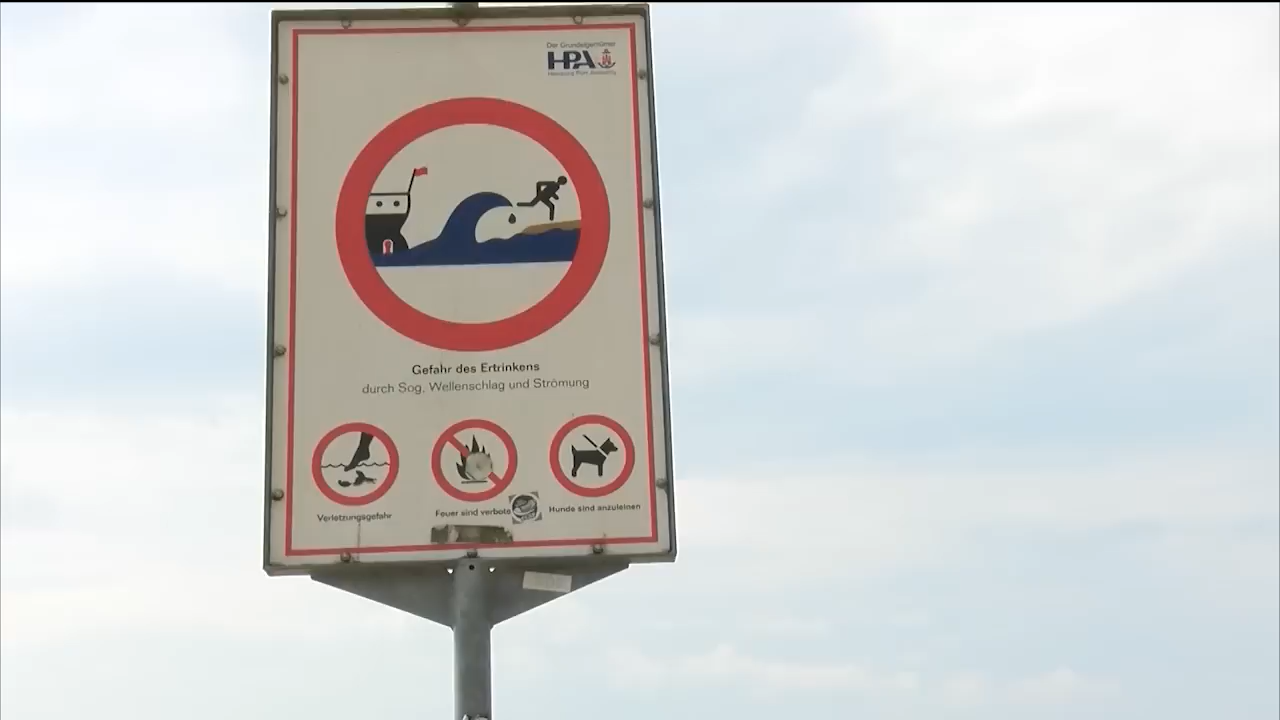 Der Grundeigentümer
HPA
Hamburg Port Authority
Gefahr des Ertrinkens
durch Sog, Wellenschlag und Strömung
Verletzungsgefahr
Feuer sind verbote
Hunde sind anzuleinen